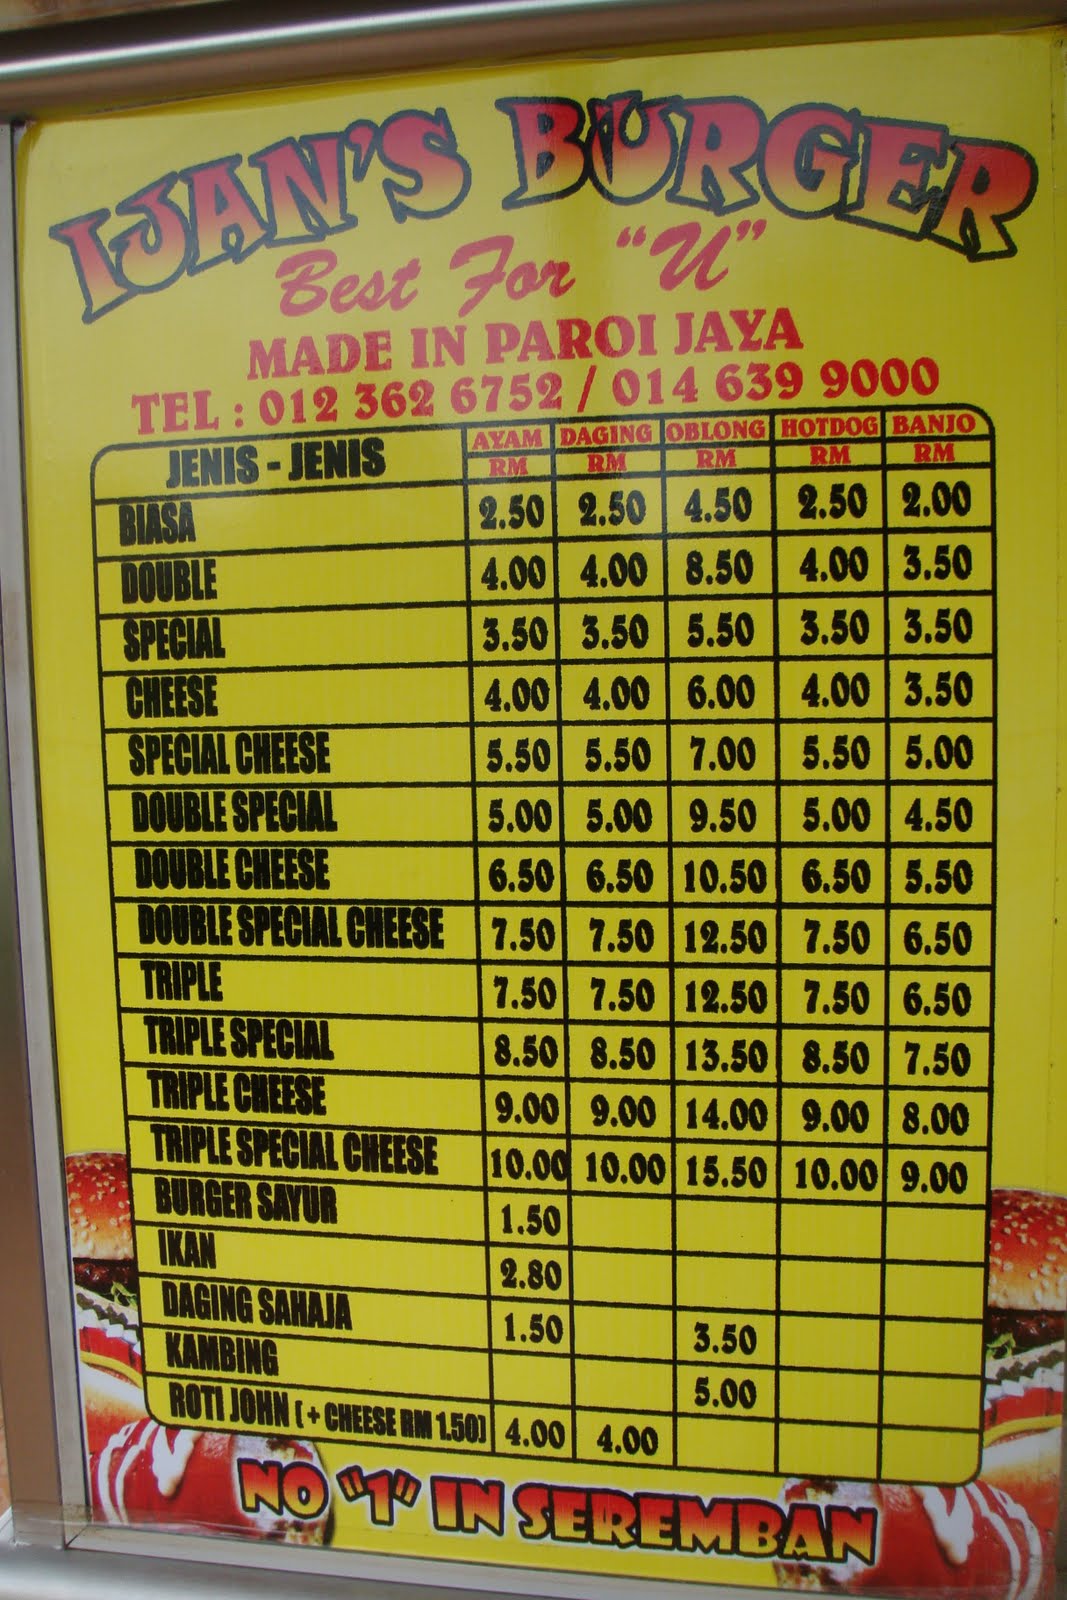 IJAN'S BURGER
Best For "U"
MADE IN PAROI JAYA
TEL : 012 362 6752 / 014 639 9000
JENIS - JENIS AYAM DAGING OBLONG HOTDOG BANJO
RM RM RM RM RM
BIASA 2.50 2.50 4.50 2.50 2.00
DOUBLE 4.00 4.00 8.50 4.00 3.50
SPECIAL 3.50 3.50 5.50 3.50 3.50
CHEESE 4.00 4.00 6.00 4.00 3.50
SPECIAL CHEESE 5.50 5.50 7.00 5.50 5.00
DOUBLE SPECIAL 5.00 5.00 9.50 5.00 4.50
DOUBLE CHEESE 6.50 6.50 10.50 6.50 5.50
DOUBLE SPECIAL CHEESE 7.50 7.50 12.50 7.50 6.50
TRIPLE 7.50 7.50 12.50 7.50 6.50
TRIPLE SPECIAL 8.50 8.50 13.50 8.50 7.50
TRIPLE CHEESE 9.00 9.00 14.00 9.00 8.00
TRIPLE SPECIAL CHEESE 10.00 10.00 15.50 10.00 9.00
BURGER SAYUR 1.50
IKAN 2.80
DAGING SAHAJA 1.50 3.50
KAMBING 5.00
ROTI JOHN [ + CHEESE RM 1.50] 4.00 4.00
NO "1" IN SEREMBAN